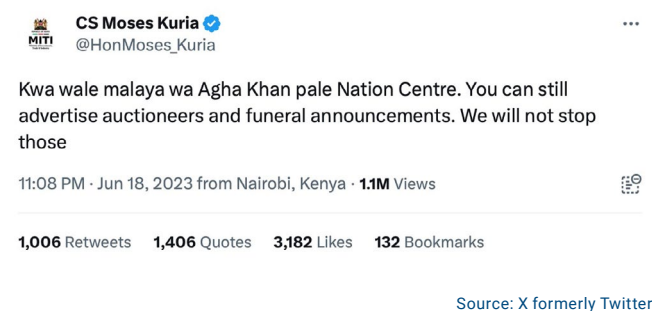 CS Moses Kuria
MITI
@HonMoses_Kuria
Kwa wale malaya wa Agha Khan pale Nation Centre. You can still
advertise auctioneers and funeral announcements. We will not stop
those
11:08 PM · Jun 18, 2023 from Nairobi, Kenya · 1.1M Views
1,006 Retweets 1,406 Quotes 3,182 Likes 132 Bookmarks
Source: X formerly Twitter